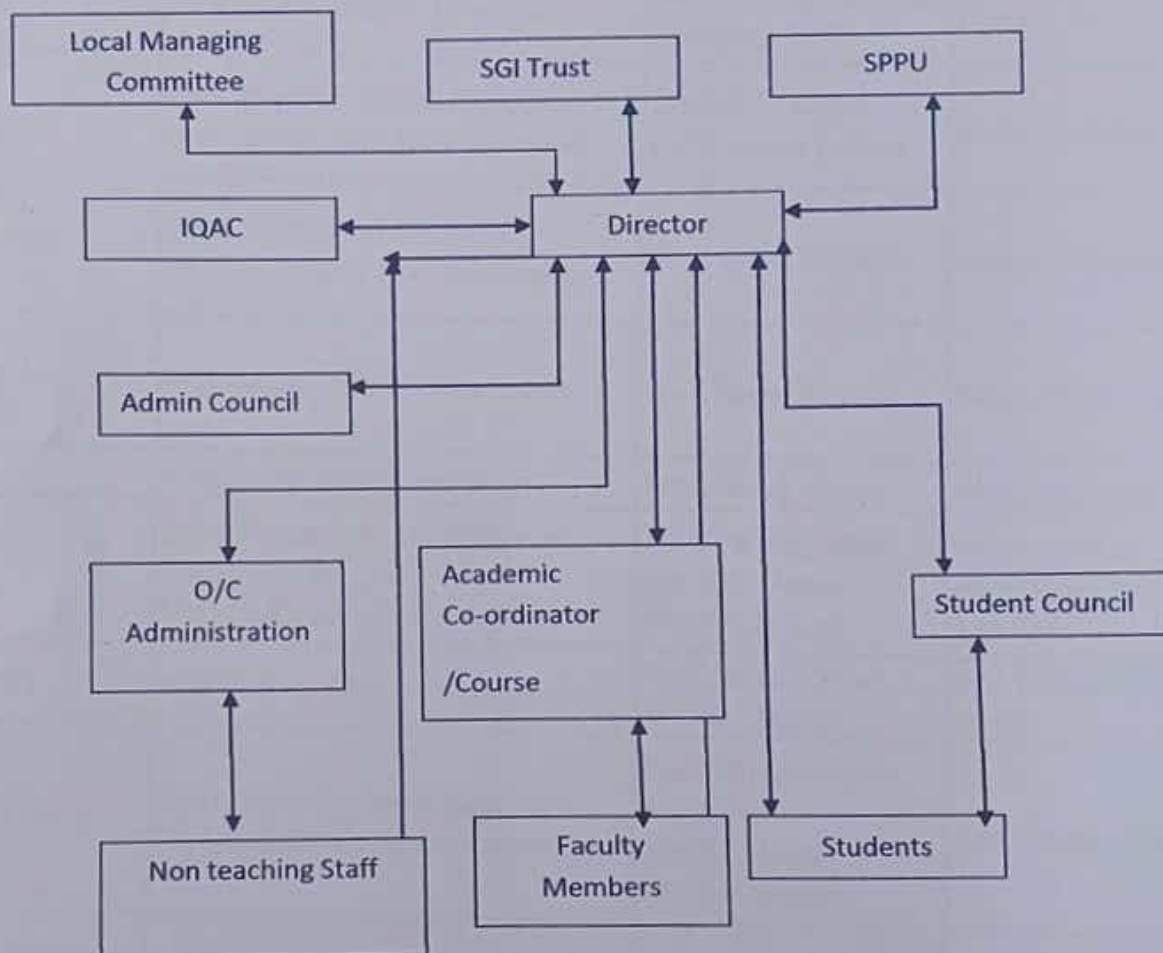 Local Managing
Committee
SGI Trust
SPPU
IQAC
Director
Admin Council
O/C
Administration
Academic
Co-ordinator
/Course
Student Council
Non teaching Staff
Faculty
Members
Students